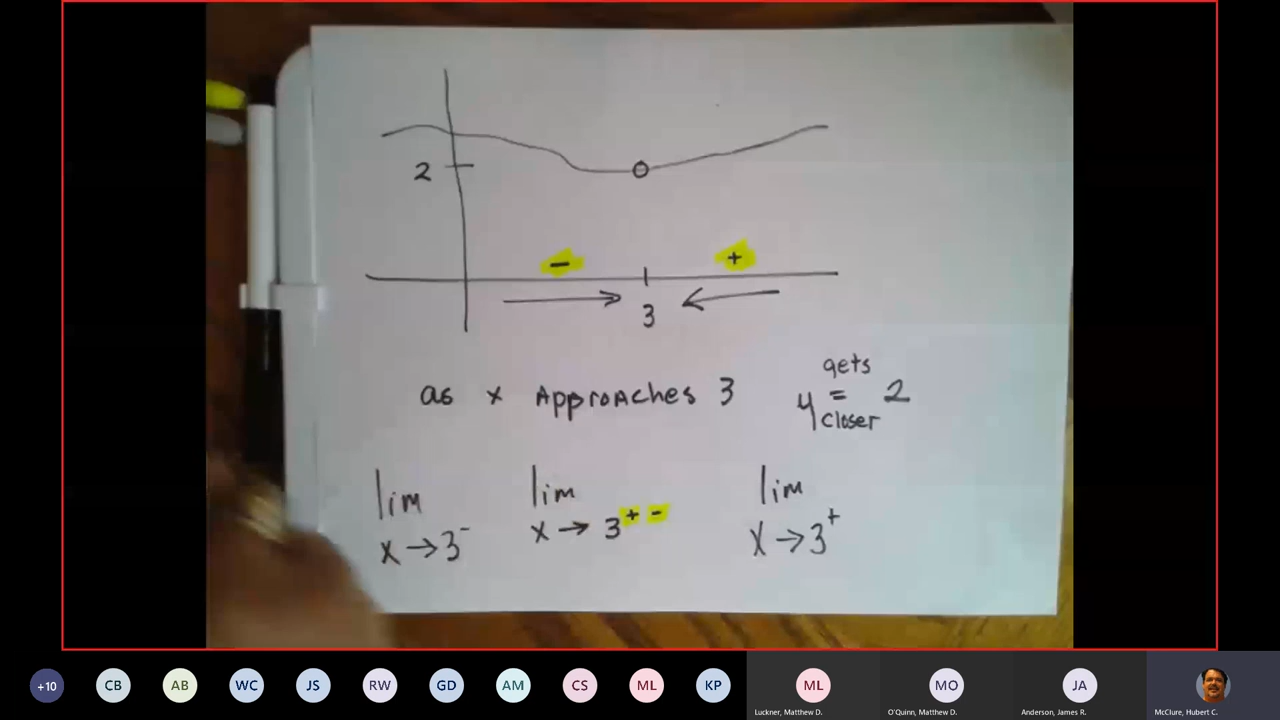 2
- +
3
gets
as x Approaches 3 y = 2
closer
lim lim lim
x → 3⁻ x → 3⁺ ⁻ x → 3⁺
+10 CB AB WC JS RW GD AM CS ML KP ML MO JA
Luckner, Matthew D. O'Quinn, Matthew D. Anderson, James R. McClure, Hubert C.